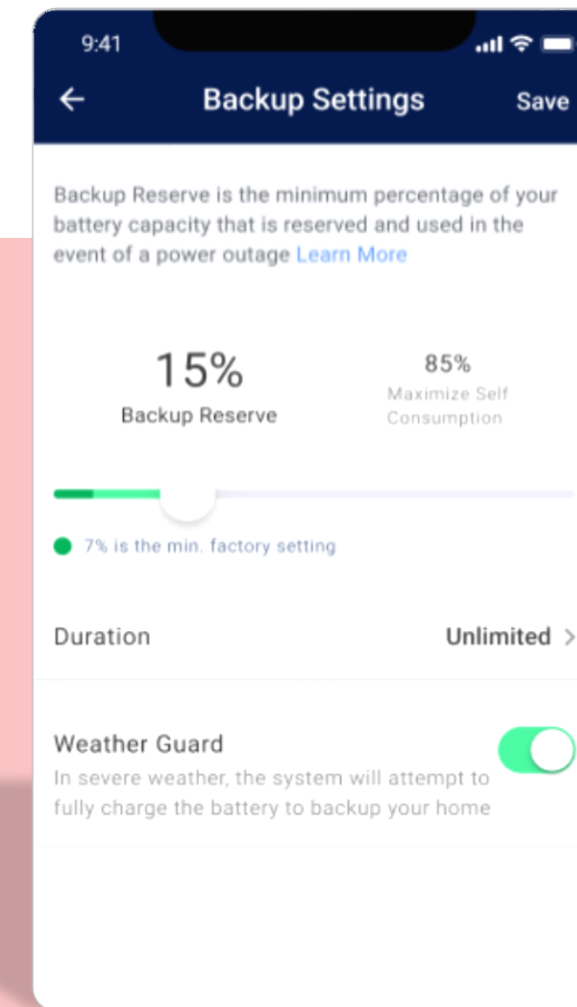 9:41
Backup Settings
Save
Backup Reserve is the minimum percentage of your
battery capacity that is reserved and used in the
event of a power outage Learn More
15%
Backup Reserve
85%
Maximize Self
Consumption
7% is the min. factory setting
Duration
Unlimited
Weather Guard
In severe weather, the system will attempt to
fully charge the battery to backup your home